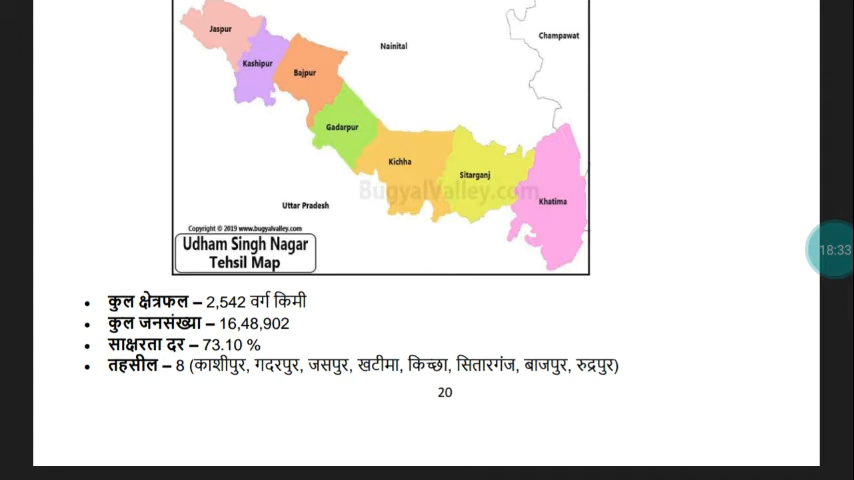 Jaspur
Nainital
Champawat
Kashipur
Bajpur
Gadarpur
Kichha
Sitarganj
BugyalValley.com
Khatima
Uttar Pradesh
Copyright © 2019 www.bugyalvalley.com
Udham Singh Nagar
Tehsil Map
18:33
• कुल क्षेत्रफल – 2,542 वर्ग किमी
• कुल जनसंख्या – 16,48,902
• साक्षरता दर – 73.10 %
• तहसील – 8 (काशीपुर, गदरपुर, जसपुर, खटीमा, किच्छा, सितारगंज, बाजपुर, रुद्रपुर)
20